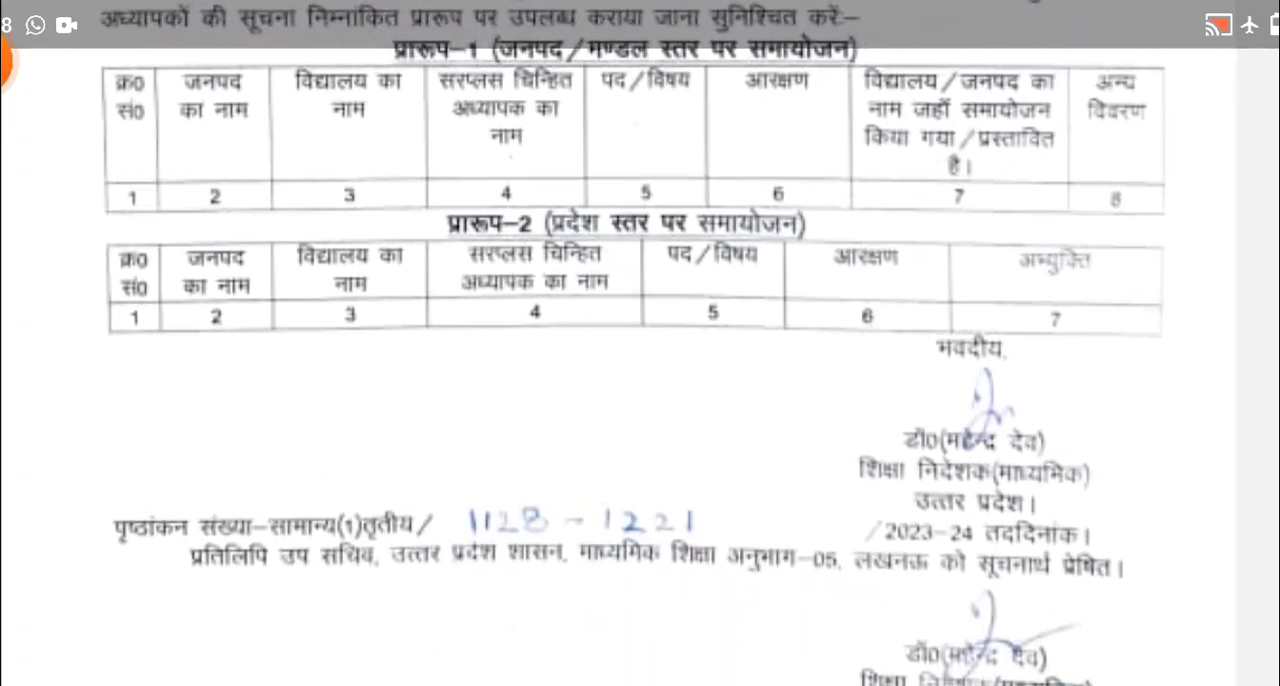 8
अध्यापकों की सूचना निम्नांकित प्रारूप पर उपलब्ध कराया जाना सुनिश्चित करें:-
प्रारूप-1 (जनपद/मण्डल स्तर पर समायोजन)
क्र0 सं0 जनपद का नाम विद्यालय का नाम सरप्लस चिन्हित अध्यापक का नाम पद/विषय आरक्षण विद्यालय/जनपद का नाम जहाँ समायोजन किया गया/प्रस्तावित है। अन्य विवरण
1 2 3 4 5 6 7 8
प्रारूप-2 (प्रदेश स्तर पर समायोजन)
क्र0 सं0 जनपद का नाम विद्यालय का नाम सरप्लस चिन्हित अध्यापक का नाम पद/विषय आरक्षण अभ्युक्ति
1 2 3 4 5 6 7
भवदीय,
डॉ0(महेन्द्र देव)
शिक्षा निदेशक(माध्यमिक)
उत्तर प्रदेश।
पृष्ठांकन संख्या-सामान्य(1)तृतीय/ 1128-1221 /2023-24 तददिनांक।
प्रतिलिपि उप सचिव, उत्तर प्रदेश शासन, माध्यमिक शिक्षा अनुभाग-05, लखनऊ को सूचनार्थ प्रेषित।
डॉ0(महेन्द्र देव)